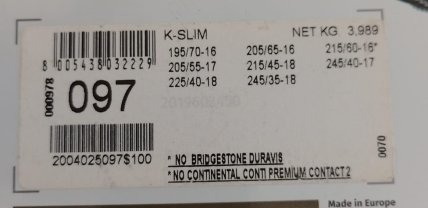 K-SLIM NET KG 3,989
195/70-16 205/65-16 215/60-16*
205/55-17 215/45-18 245/40-17
225/40-18 245/35-18
8 005438 032229
000978
097
2004025097$100
* NO BRIDGESTONE DURAVIS
* NO CONTINENTAL CONTI PREMIUM CONTACT 2
0070
Made in Europe